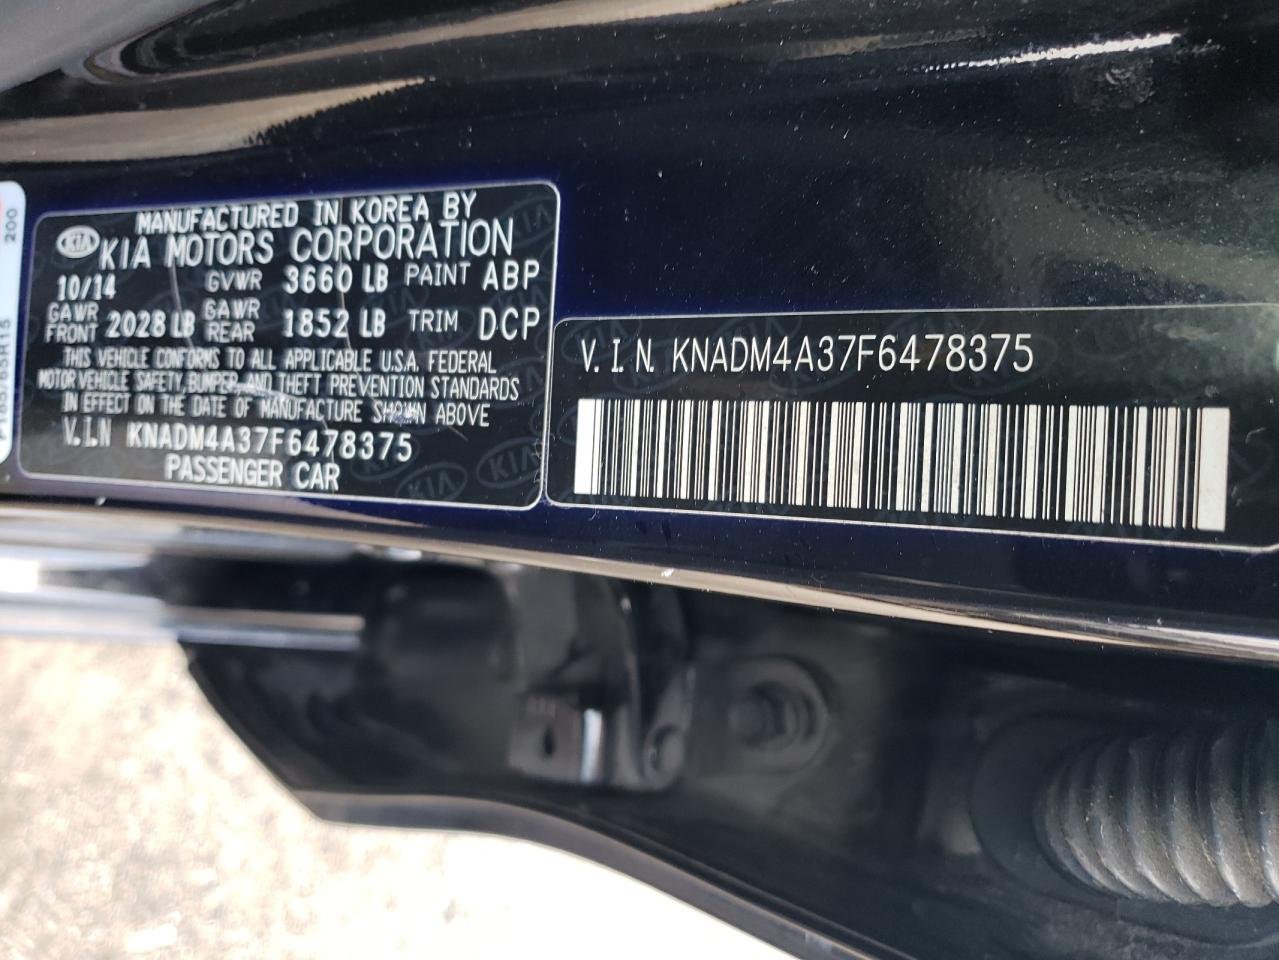 MANUFACTURED IN KOREA BY
KIA KIA MOTORS CORPORATION
10/14 GVWR 3660 LB PAINT ABP
GAWR FRONT 2028 LB GAWR REAR 1852 LB TRIM DCP
THIS VEHICLE CONFORMS TO ALL APPLICABLE U.S.A. FEDERAL
MOTOR VEHICLE SAFETY, BUMPER, AND THEFT PREVENTION STANDARDS
IN EFFECT ON THE DATE OF MANUFACTURE SHOWN ABOVE
V.I.N KNADM4A37F6478375
PASSENGER CAR
V.I.N. KNADM4A37F6478375
200